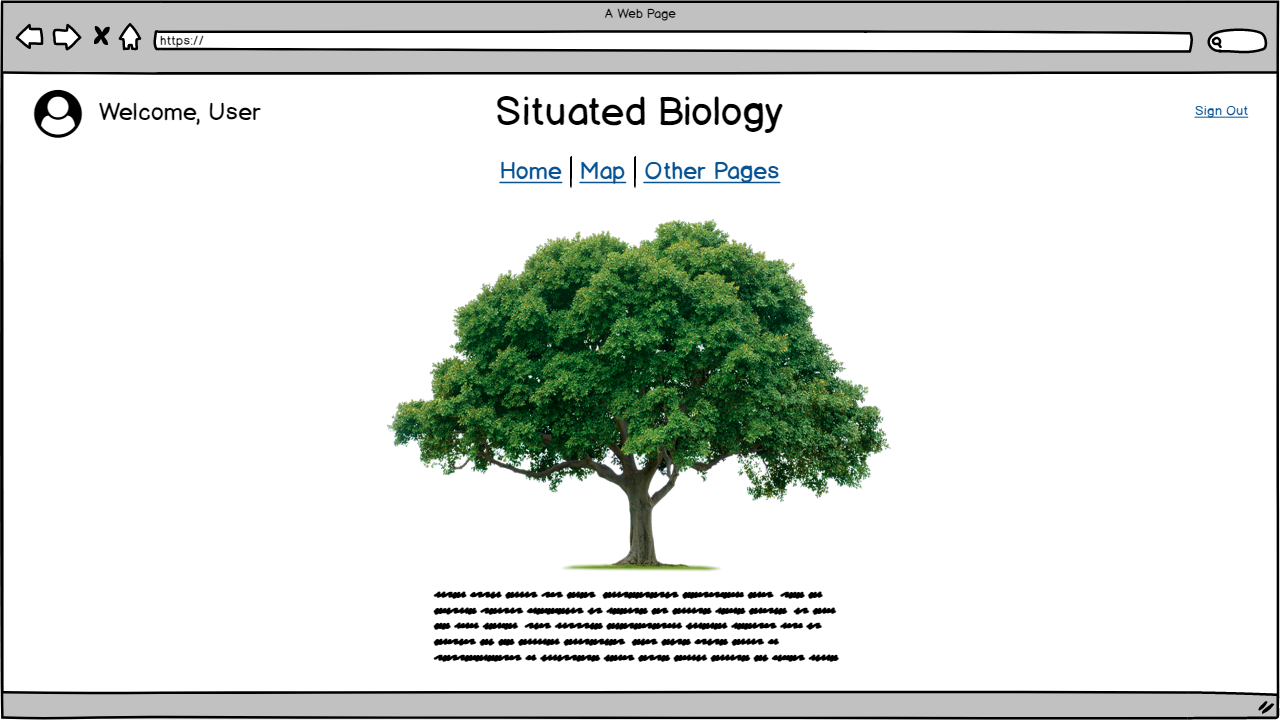 A Web Page
https://
Welcome, User
Situated Biology
Sign Out
Home | Map | Other Pages